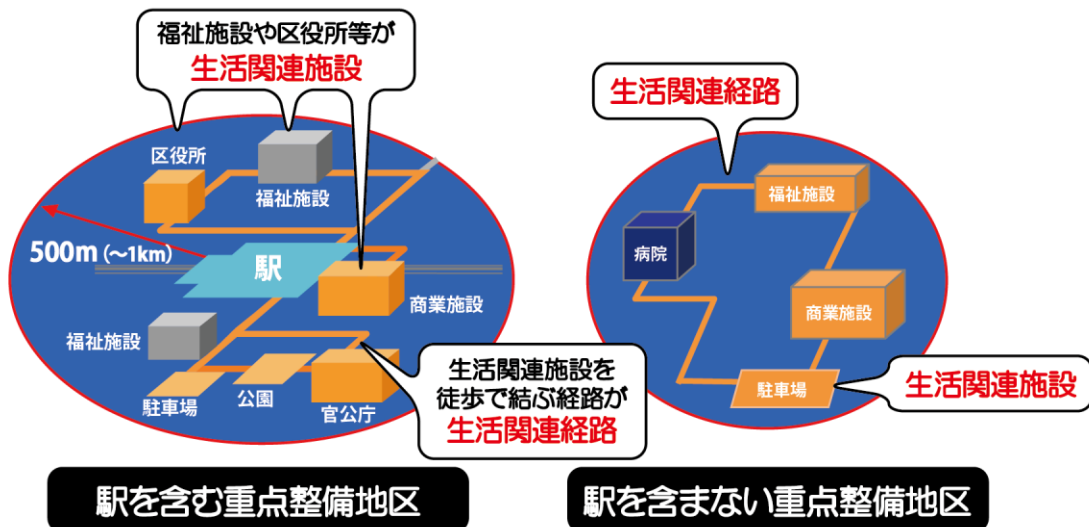 福祉施設や区役所等が
生活関連施設
区役所
福祉施設
500m(～1km)
駅
商業施設
福祉施設
駐車場
公園
官公庁
生活関連施設を
徒歩で結ぶ経路が
生活関連経路
駅を含む重点整備地区
生活関連経路
福祉施設
病院
商業施設
駐車場
生活関連施設
駅を含まない重点整備地区